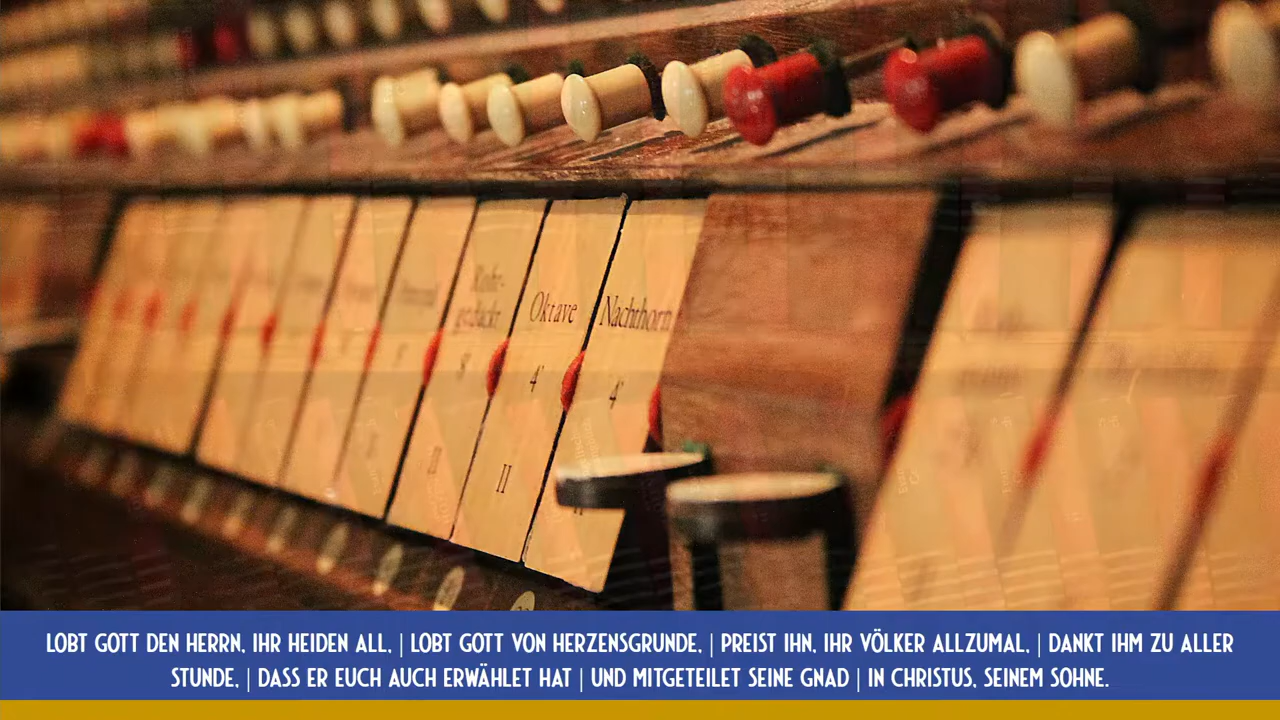 Rohr-
gedackt
8'
II
Oktave
4'
II
Nachthorn
4'
LOBT GOTT DEN HERRN, IHR HEIDEN ALL, | LOBT GOTT VON HERZENSGRUNDE, | PREIST IHN, IHR VÖLKER ALLZUMAL, | DANKT IHM ZU ALLER
STUNDE, | DASS ER EUCH AUCH ERWÄHLET HAT | UND MITGETEILET SEINE GNAD | IN CHRISTUS, SEINEM SOHNE.